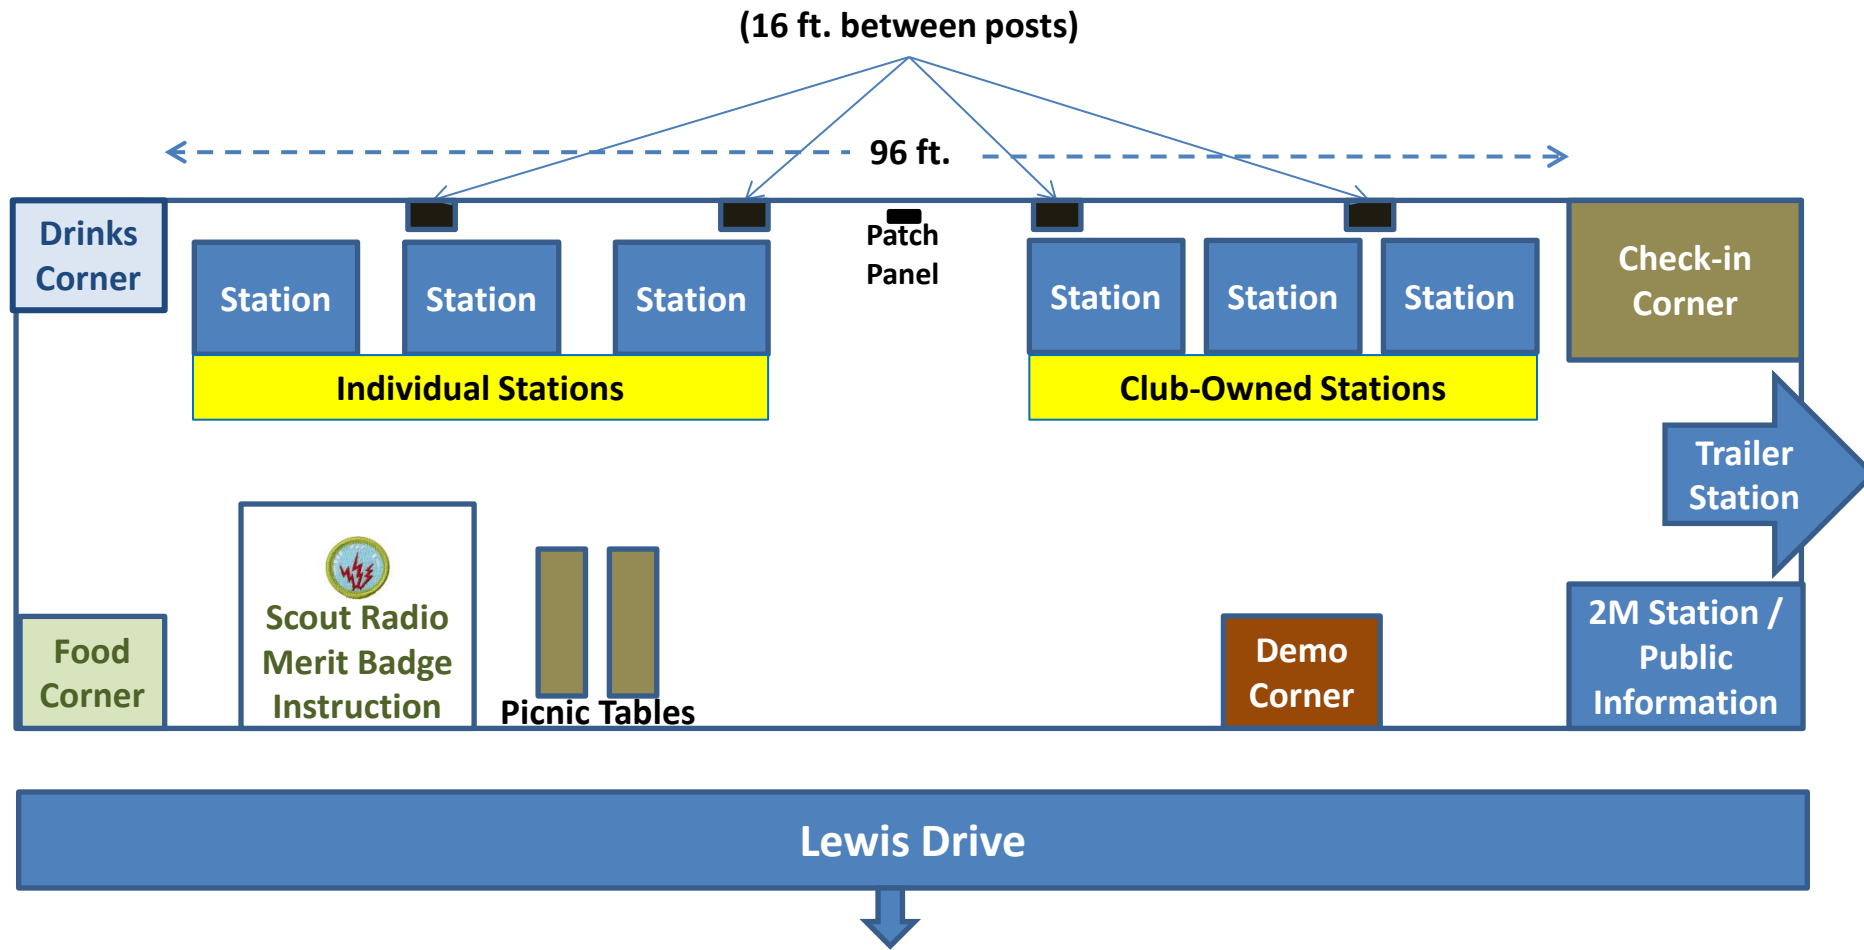 (16 ft. between posts)
96 ft.
Drinks
Corner
Patch
Panel
Check-in
Corner
Station
Station
Station
Station
Station
Station
Individual Stations
Club-Owned Stations
Trailer
Station
Scout Radio
Merit Badge
Instruction
Food
Corner
Picnic Tables
Demo
Corner
2M Station /
Public
Information
Lewis Drive